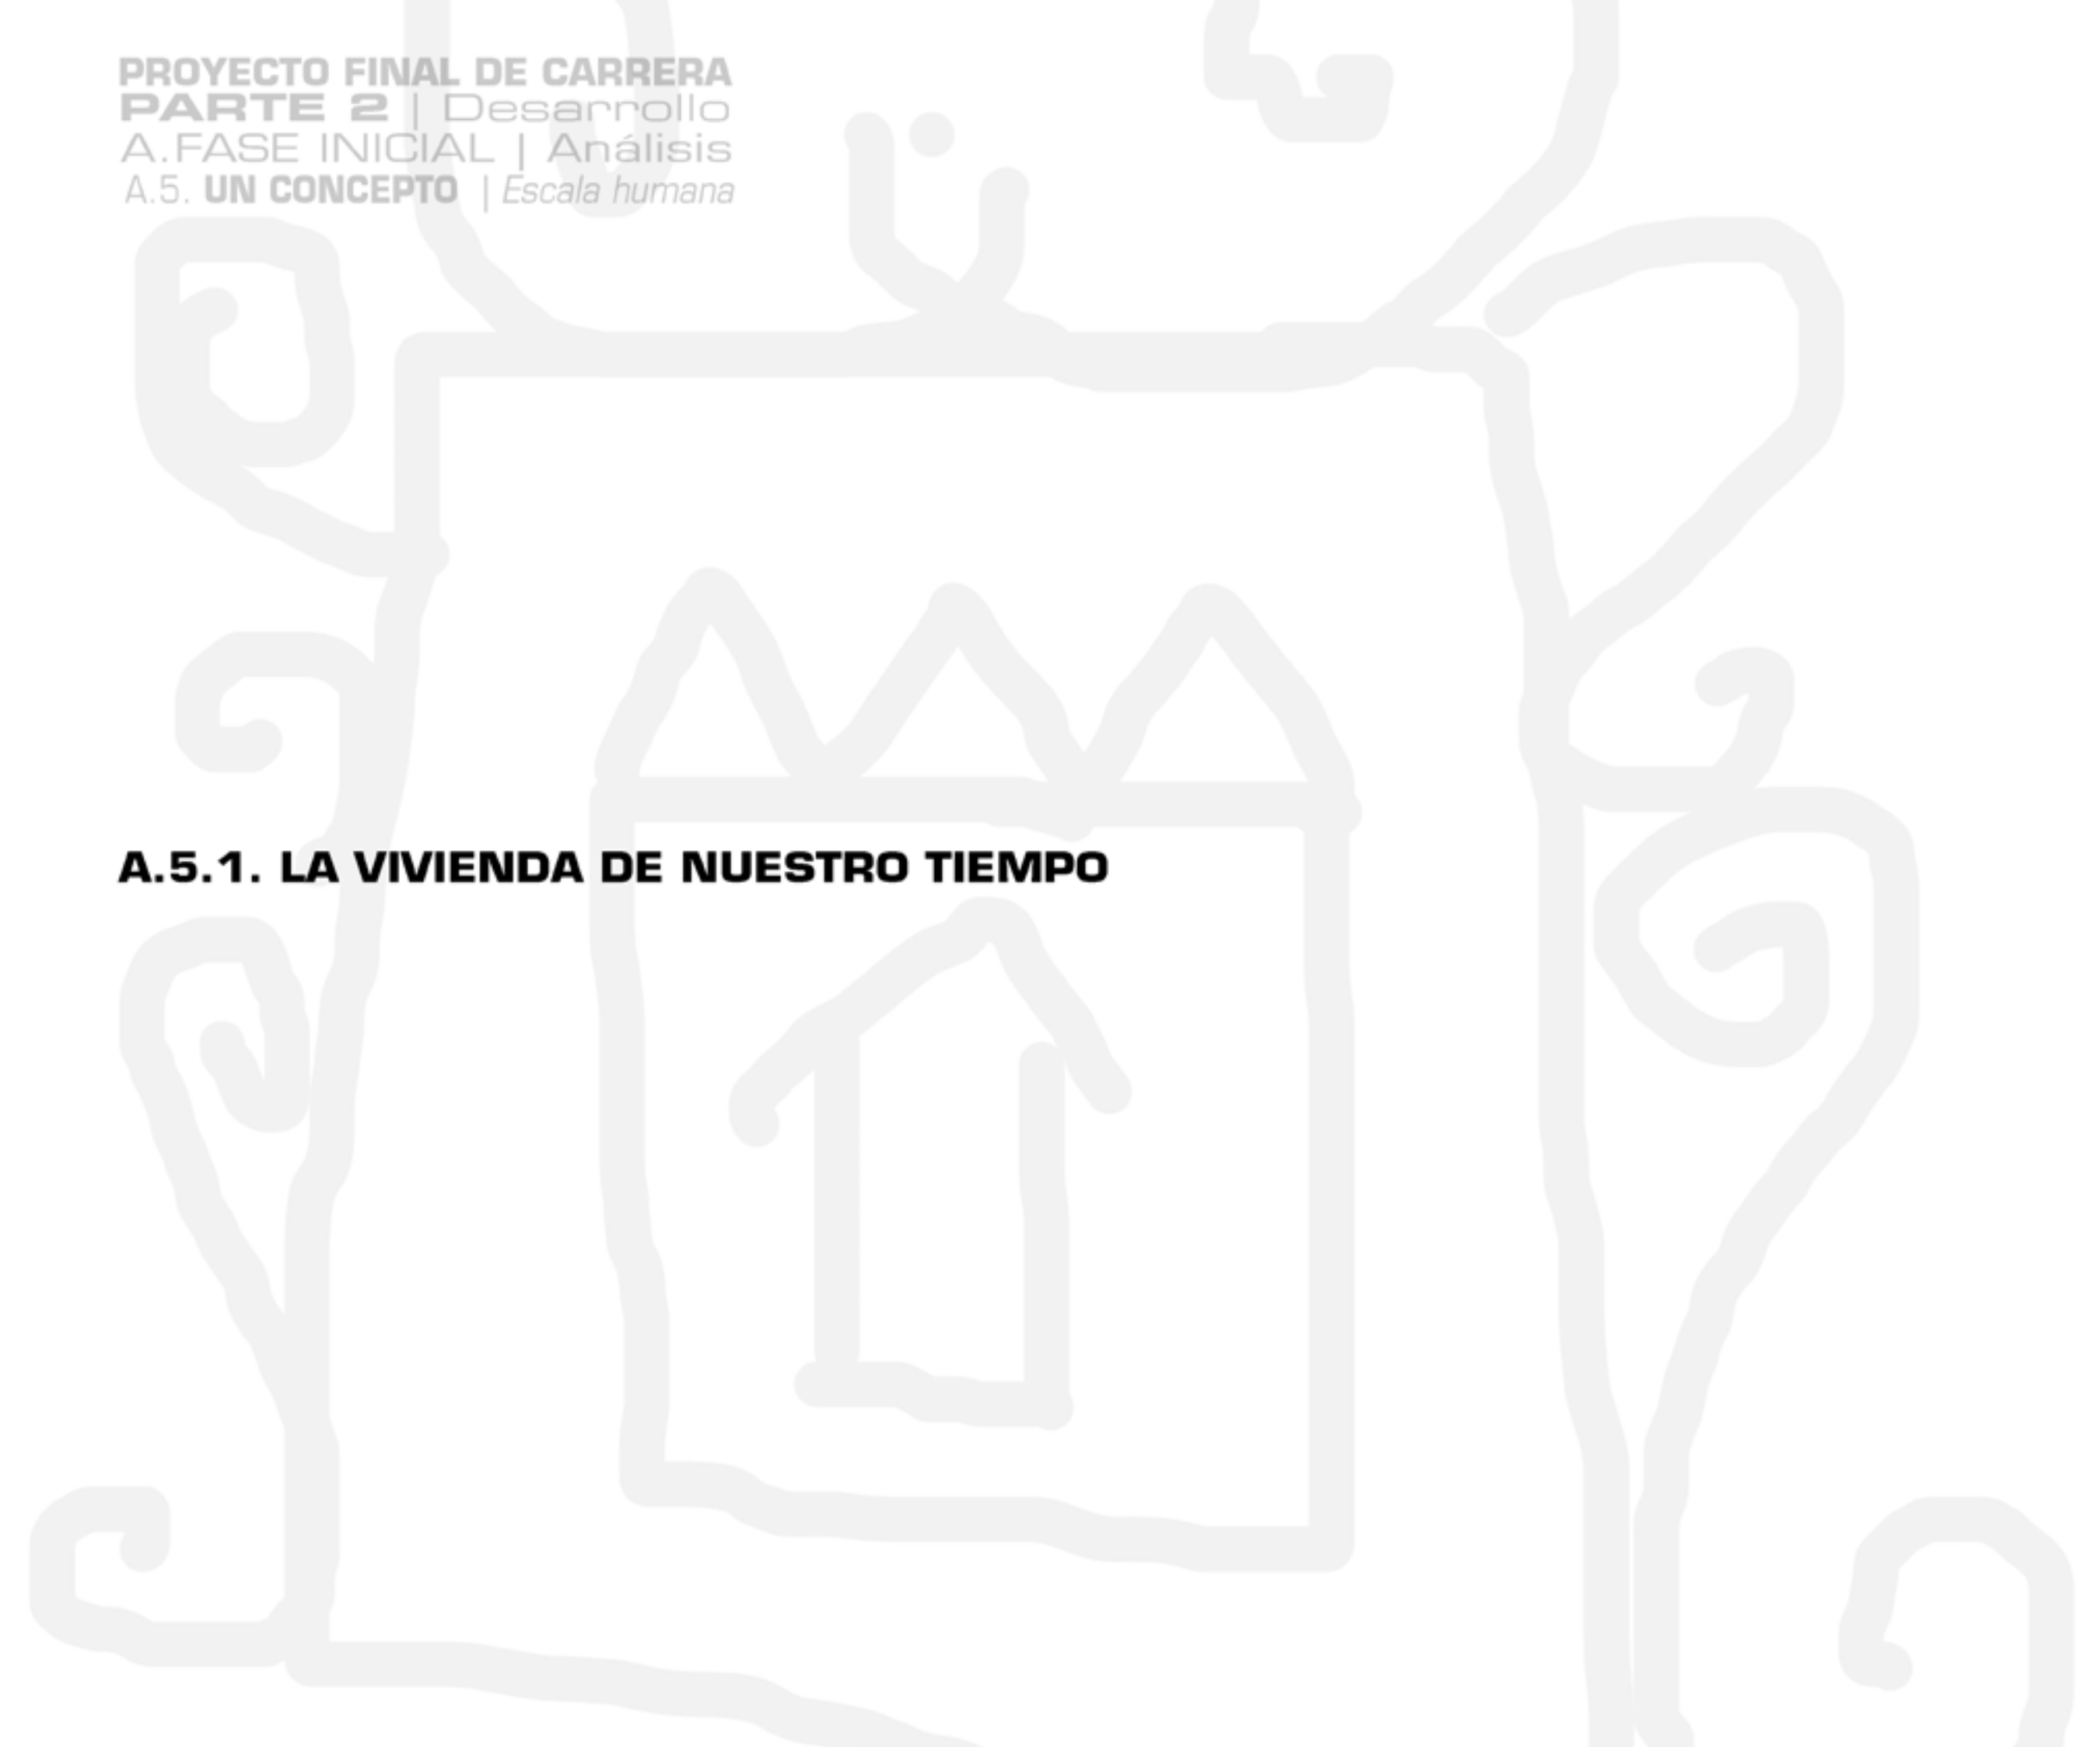 PROYECTO FINAL DE CARRERA
PARTE 2 | Desarrollo
A.FASE INICIAL | Análisis
A.5. UN CONCEPTO | Escala humana
A.5.1. LA VIVIENDA DE NUESTRO TIEMPO